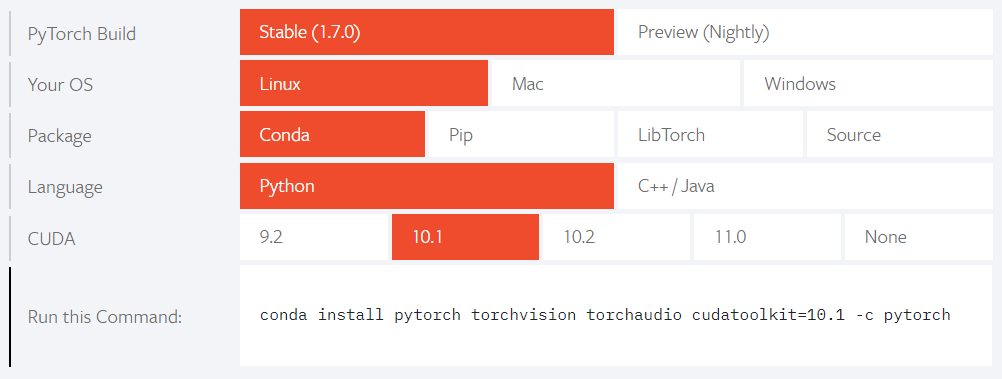 PyTorch Build Stable (1.7.0) Preview (Nightly)
Your OS Linux Mac Windows
Package Conda Pip LibTorch Source
Language Python C++ / Java
CUDA 9.2 10.1 10.2 11.0 None
Run this Command: conda install pytorch torchvision torchaudio cudatoolkit=10.1 -c pytorch